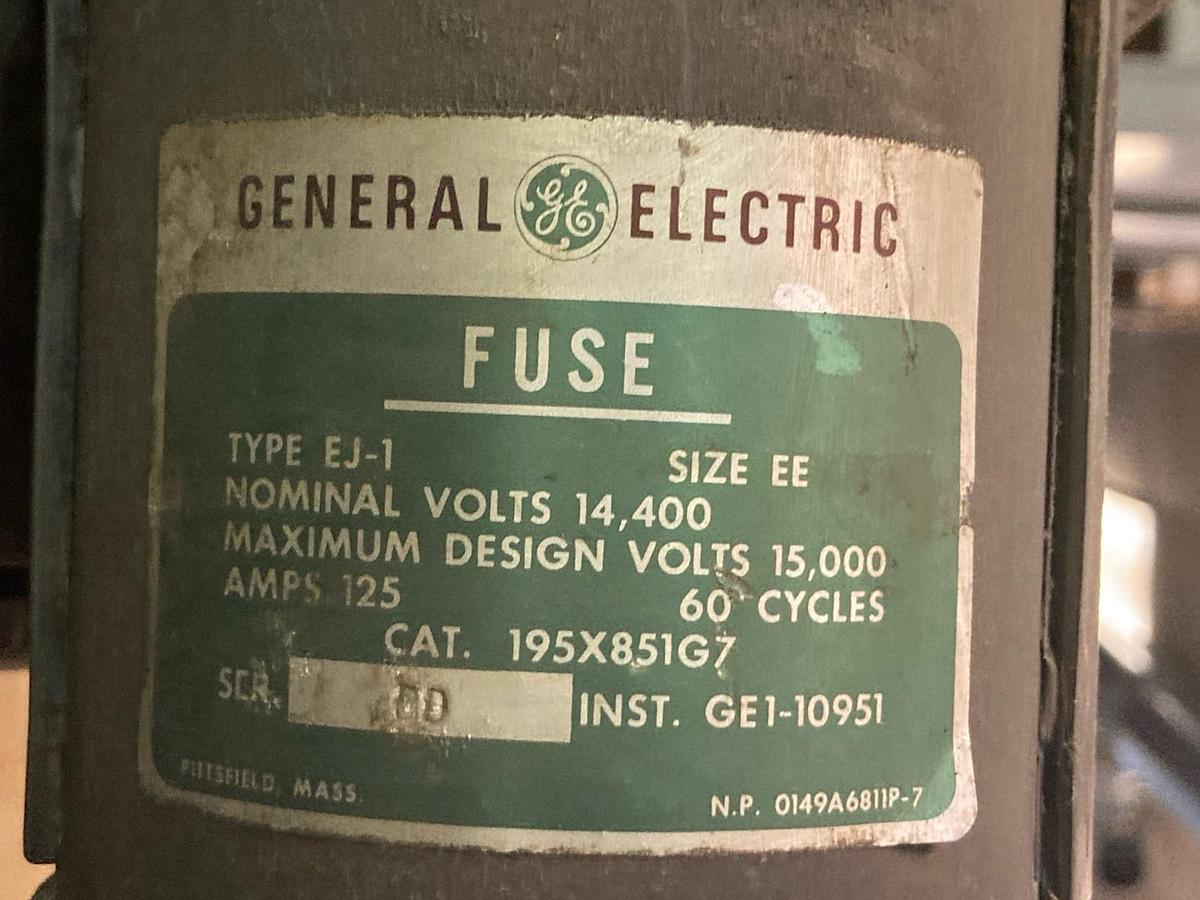 GENERAL GE ELECTRIC
FUSE
TYPE EJ-1 SIZE EE
NOMINAL VOLTS 14,400
MAXIMUM DESIGN VOLTS 15,000
AMPS 125 60 CYCLES
CAT. 195X851G7
SER. INST. GE1-10951
PITTSFIELD, MASS. N.P. 0149A6811P-7